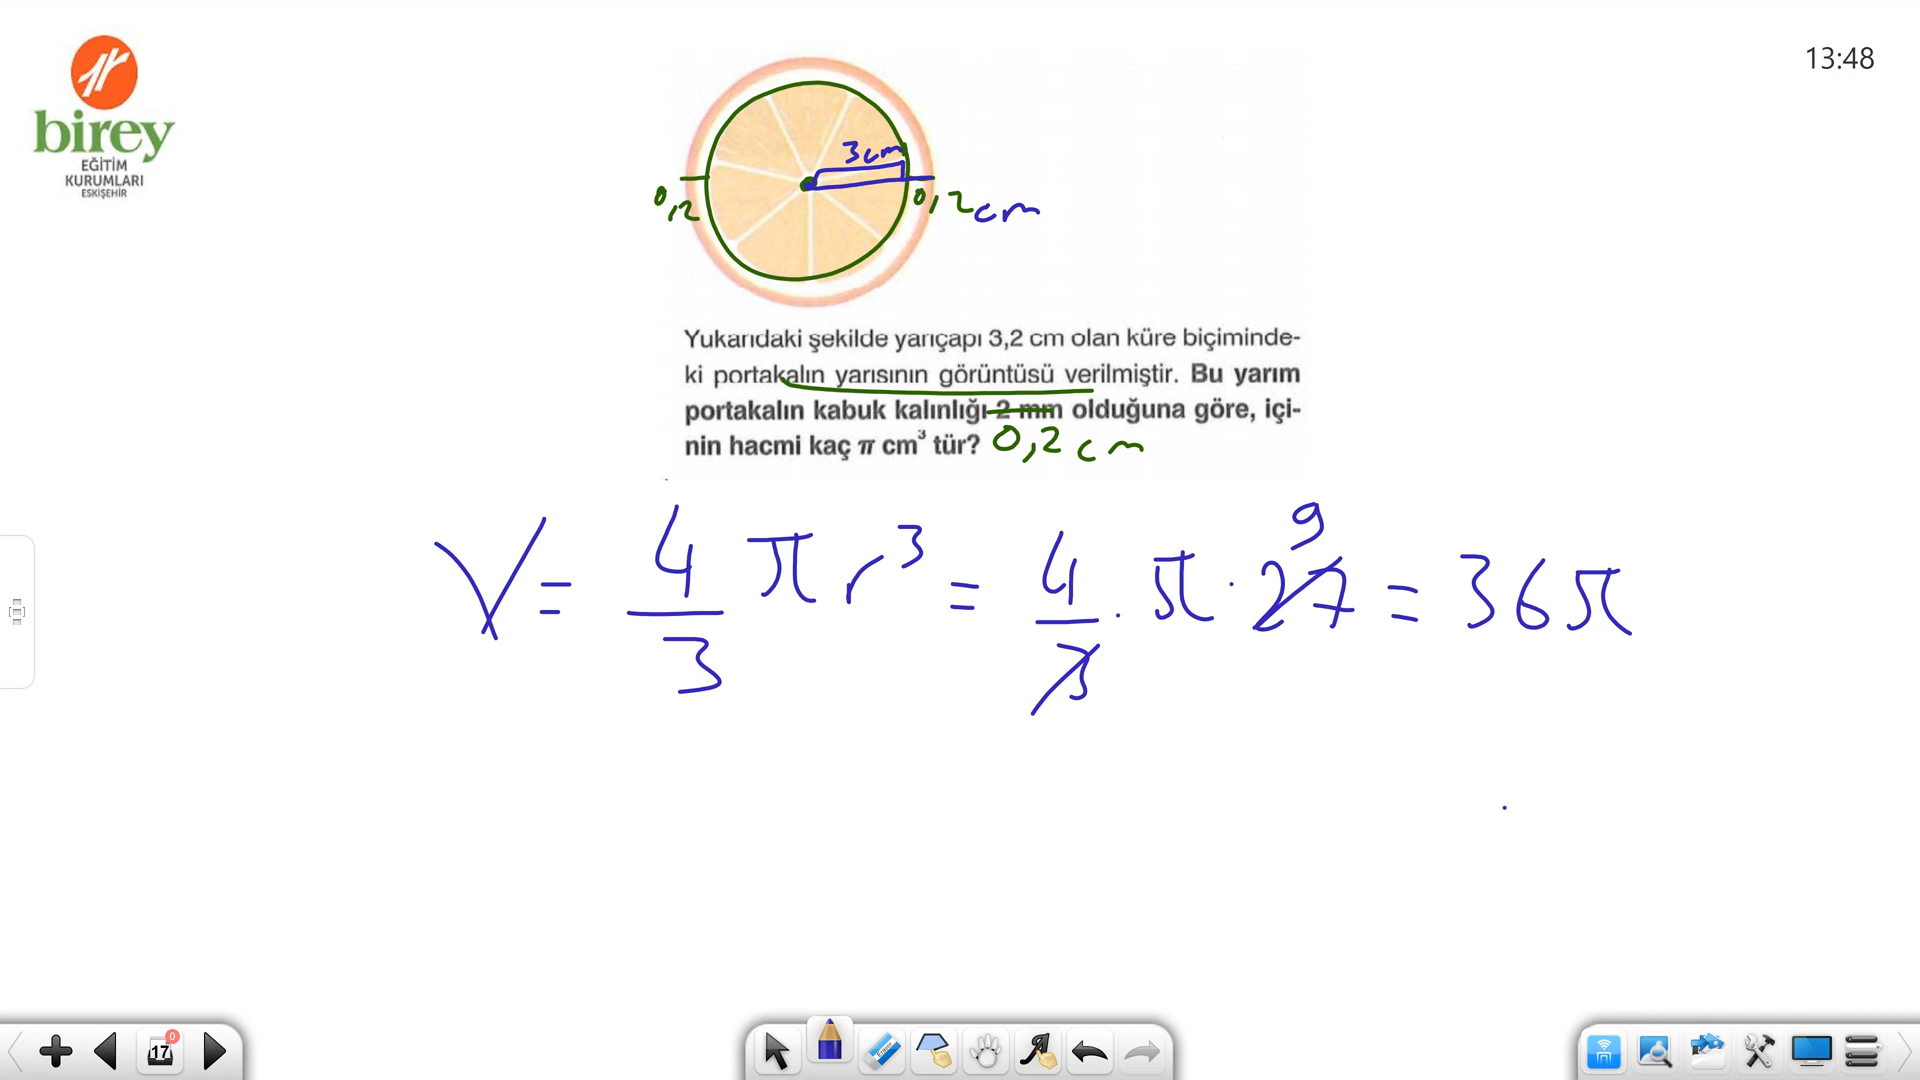 13:48
birey
EĞİTİM
KURUMLARI
ESKİŞEHİR
3cm
0,2
0,2cm
Yukarıdaki şekilde yarıçapı 3,2 cm olan küre biçiminde-
ki portakalın yarısının görüntüsü verilmiştir. Bu yarım
portakalın kabuk kalınlığı 2 mm olduğuna göre, içi-
nin hacmi kaç π cm³ tür? 0,2 cm
V = 4/3 π r³ = 4/3 . π . 27 = 36π
9
0
17
Eraser